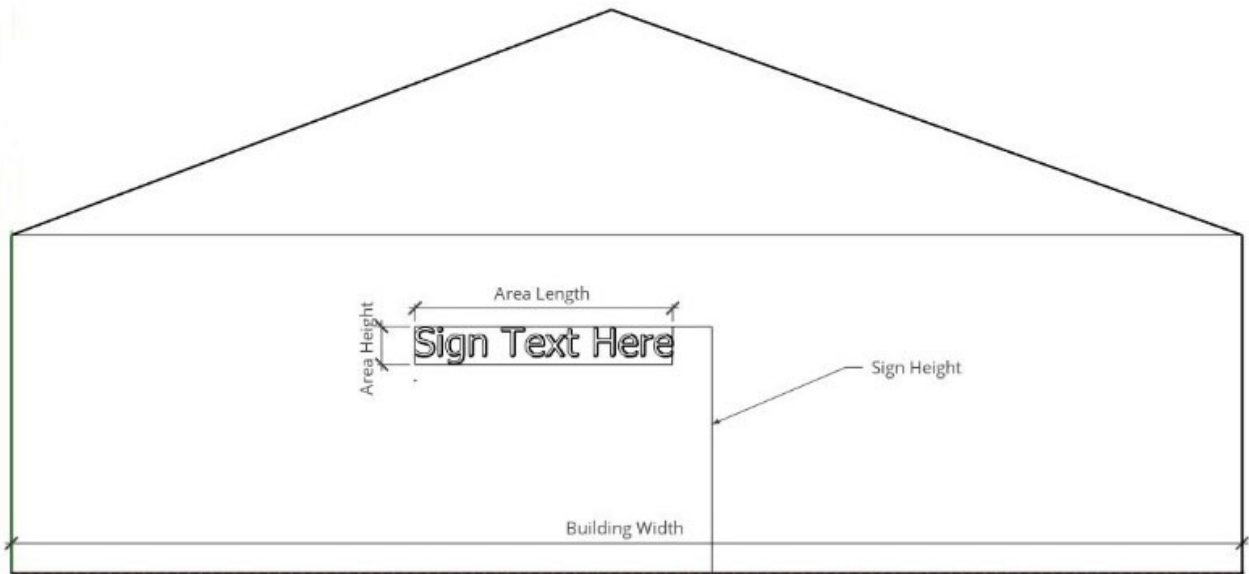 Area Length
Area Height
Sign Text Here
Sign Height
Building Width